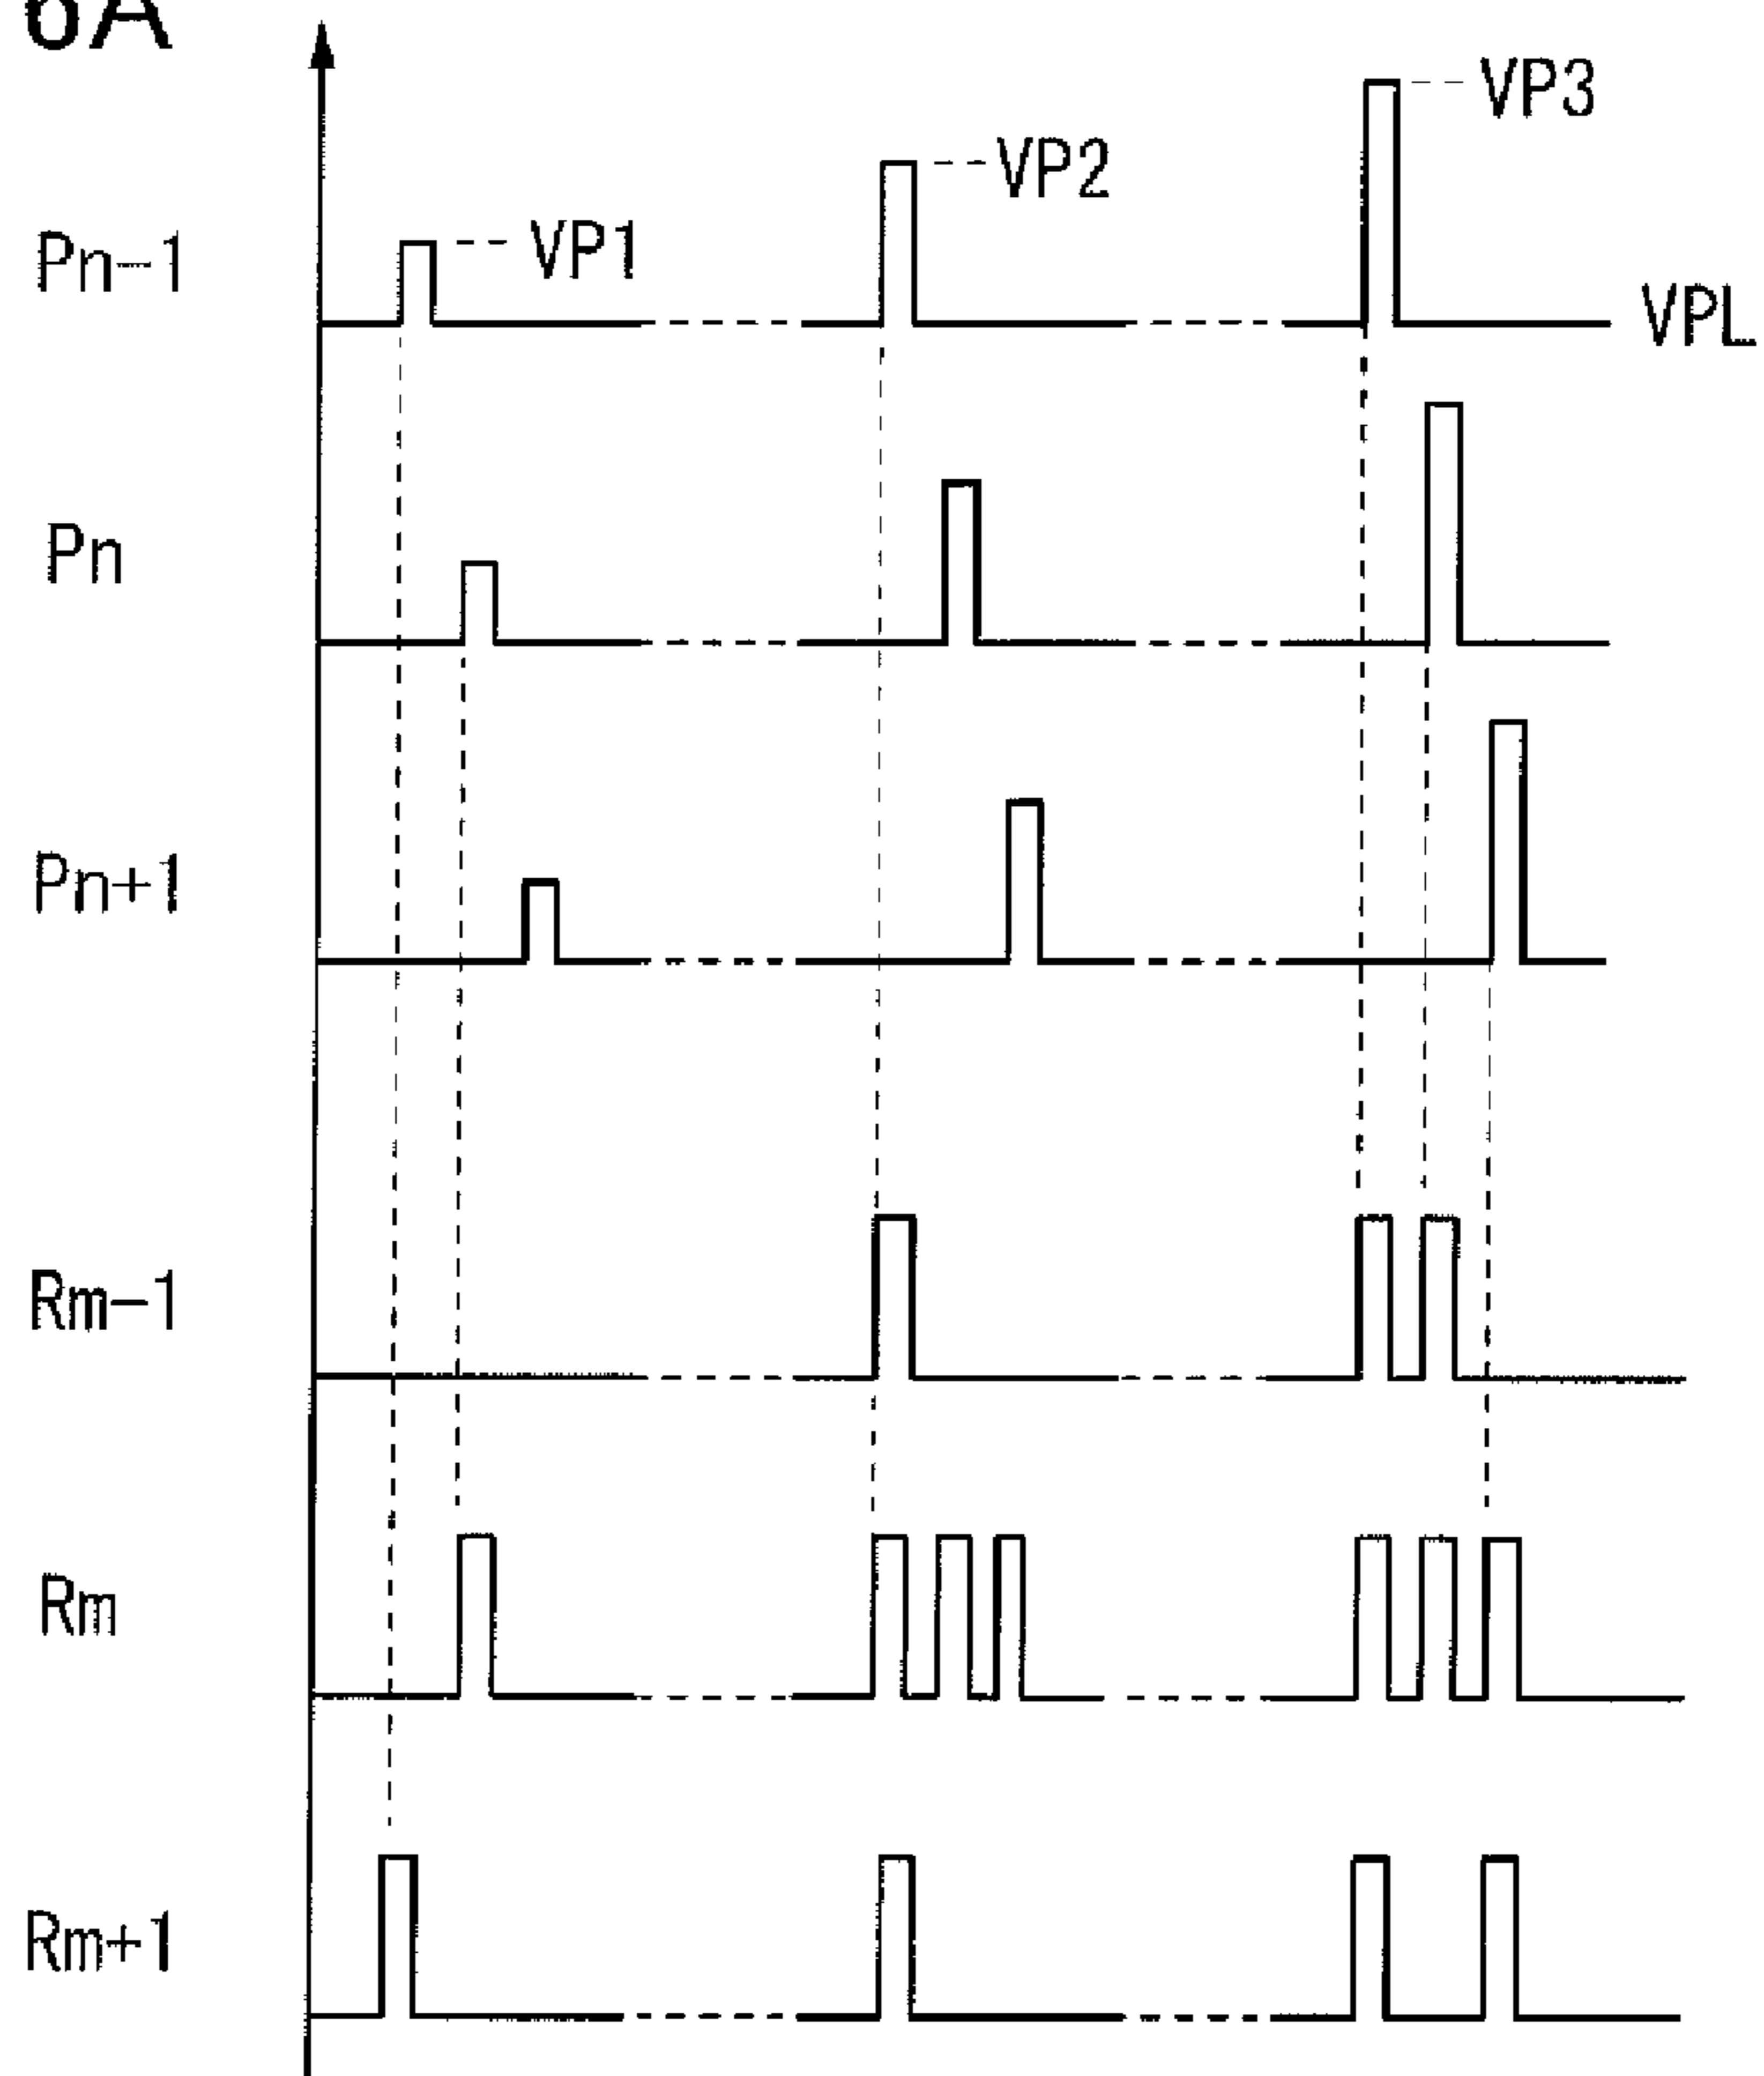 6A
VP3
VP2
VP1
Pn-1
VPL
Pn
Pn+1
Rm-1
Rm
Rm+1